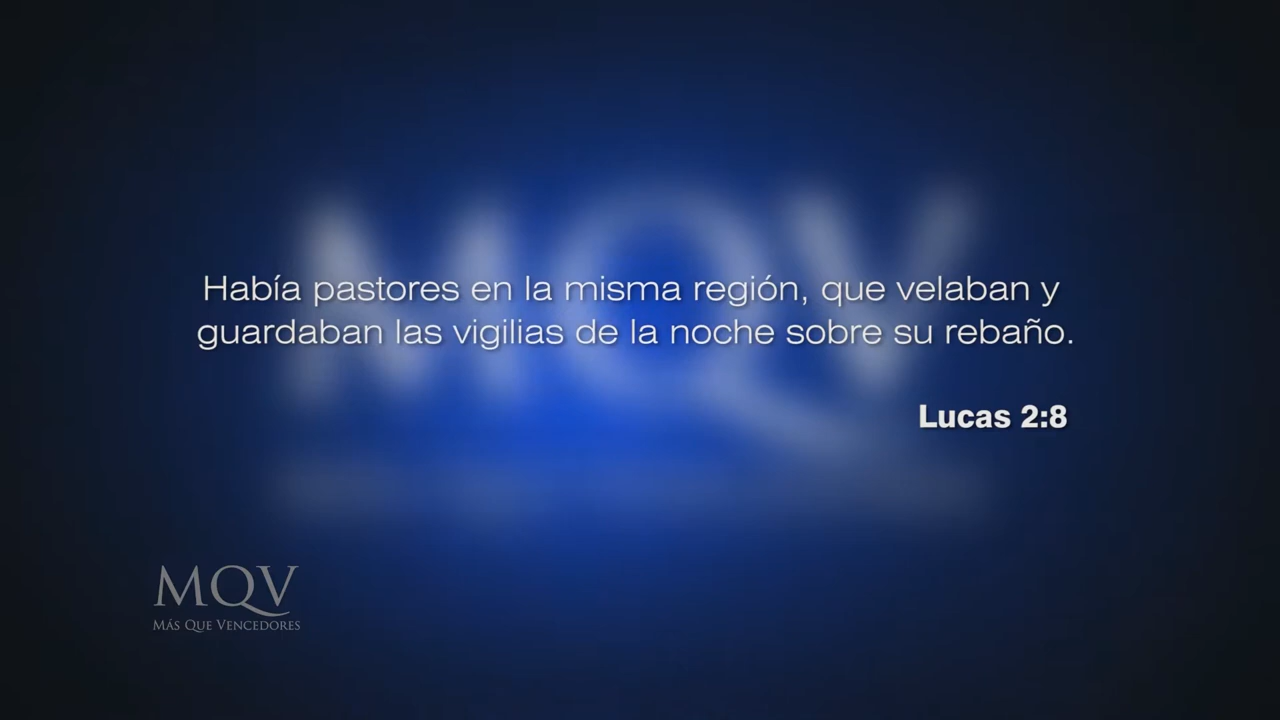 Había pastores en la misma región, que velaban y
guardaban las vigilias de la noche sobre su rebaño.
Lucas 2:8
MQV
MÁS QUE VENCEDORES